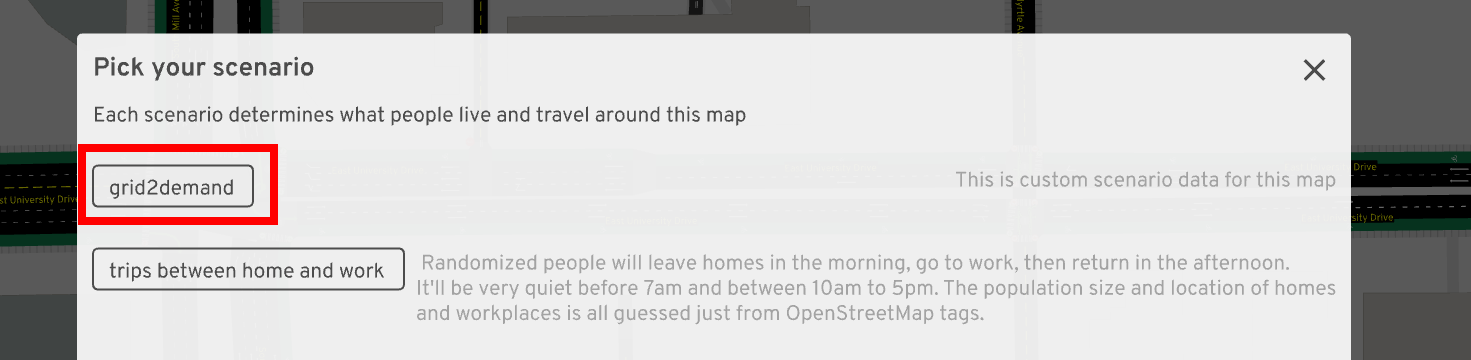 Mill Av
yrtle Av
Pick your scenario
Each scenario determines what people live and travel around this map
grid2demand
This is custom scenario data for this map
Drive
st University Drive
sity Drive
trips between home and work
Randomized people will leave homes in the morning, go to work, then return in the afternoon.
It'll be very quiet before 7am and between 10am to 5pm. The population size and location of homes
and workplaces is all guessed just from OpenStreetMap tags.